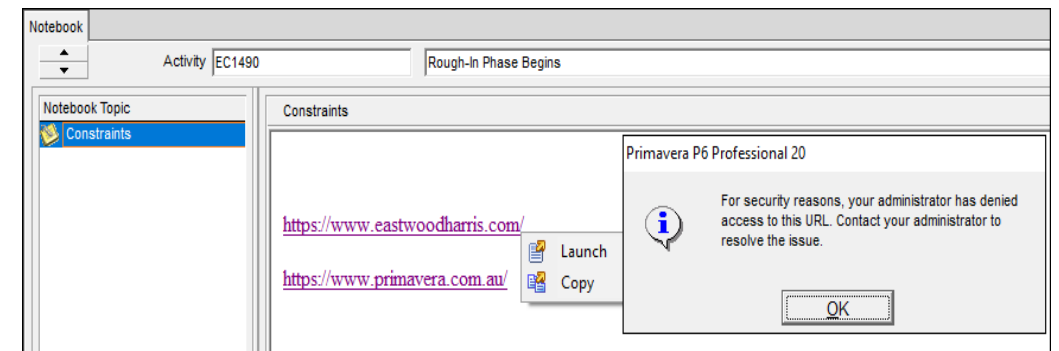 Notebook
Activity EC1490 Rough-In Phase Begins
Notebook Topic
Constraints
Constraints
https://www.eastwoodharris.com/
https://www.primavera.com.au/
Launch
Copy
Primavera P6 Professional 20
For security reasons, your administrator has denied
access to this URL. Contact your administrator to
resolve the issue.
OK